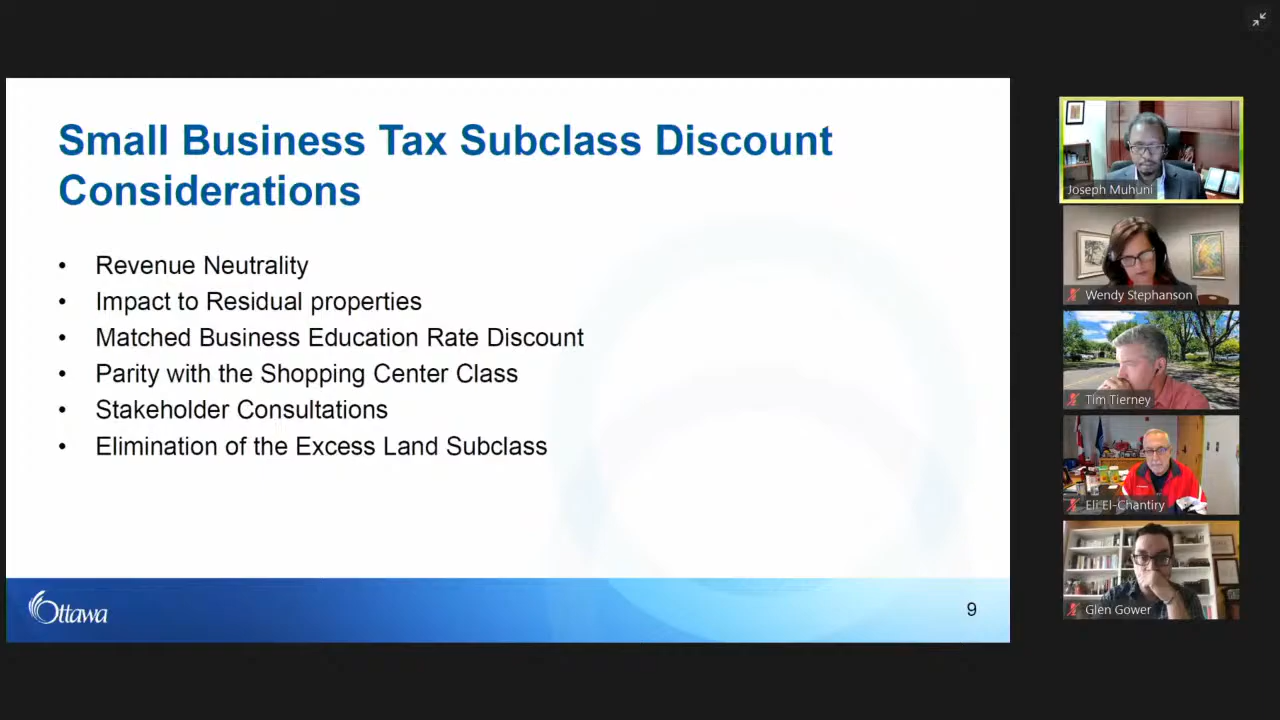 Small Business Tax Subclass Discount
Considerations
• Revenue Neutrality
• Impact to Residual properties
• Matched Business Education Rate Discount
• Parity with the Shopping Center Class
• Stakeholder Consultations
• Elimination of the Excess Land Subclass
Ottawa
9
Joseph Muhuni
Wendy Stephanson
Tim Tierney
Eli El-Chantiry
Glen Gower